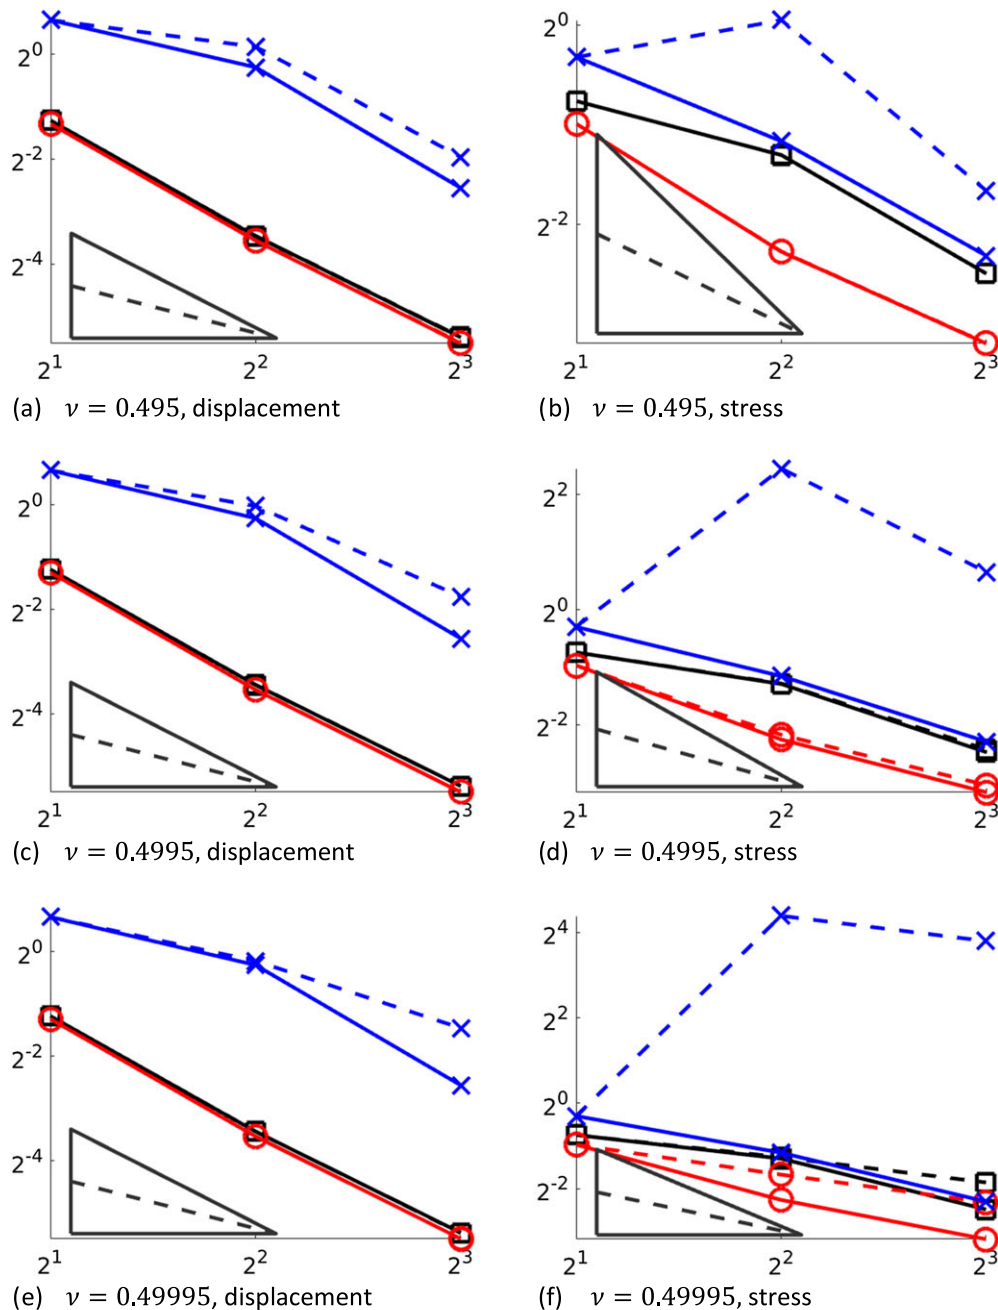 2^0
2^-2
2^-4
2^1 2^2 2^3
(a) ν = 0.495, displacement
2^0
2^-2
2^1 2^2 2^3
(b) ν = 0.495, stress
2^0
2^-2
2^-4
2^1 2^2 2^3
(c) ν = 0.4995, displacement
2^2
2^0
2^-2
2^1 2^2 2^3
(d) ν = 0.4995, stress
2^0
2^-2
2^-4
2^1 2^2 2^3
(e) ν = 0.49995, displacement
2^4
2^2
2^0
2^-2
2^1 2^2 2^3
(f) ν = 0.49995, stress